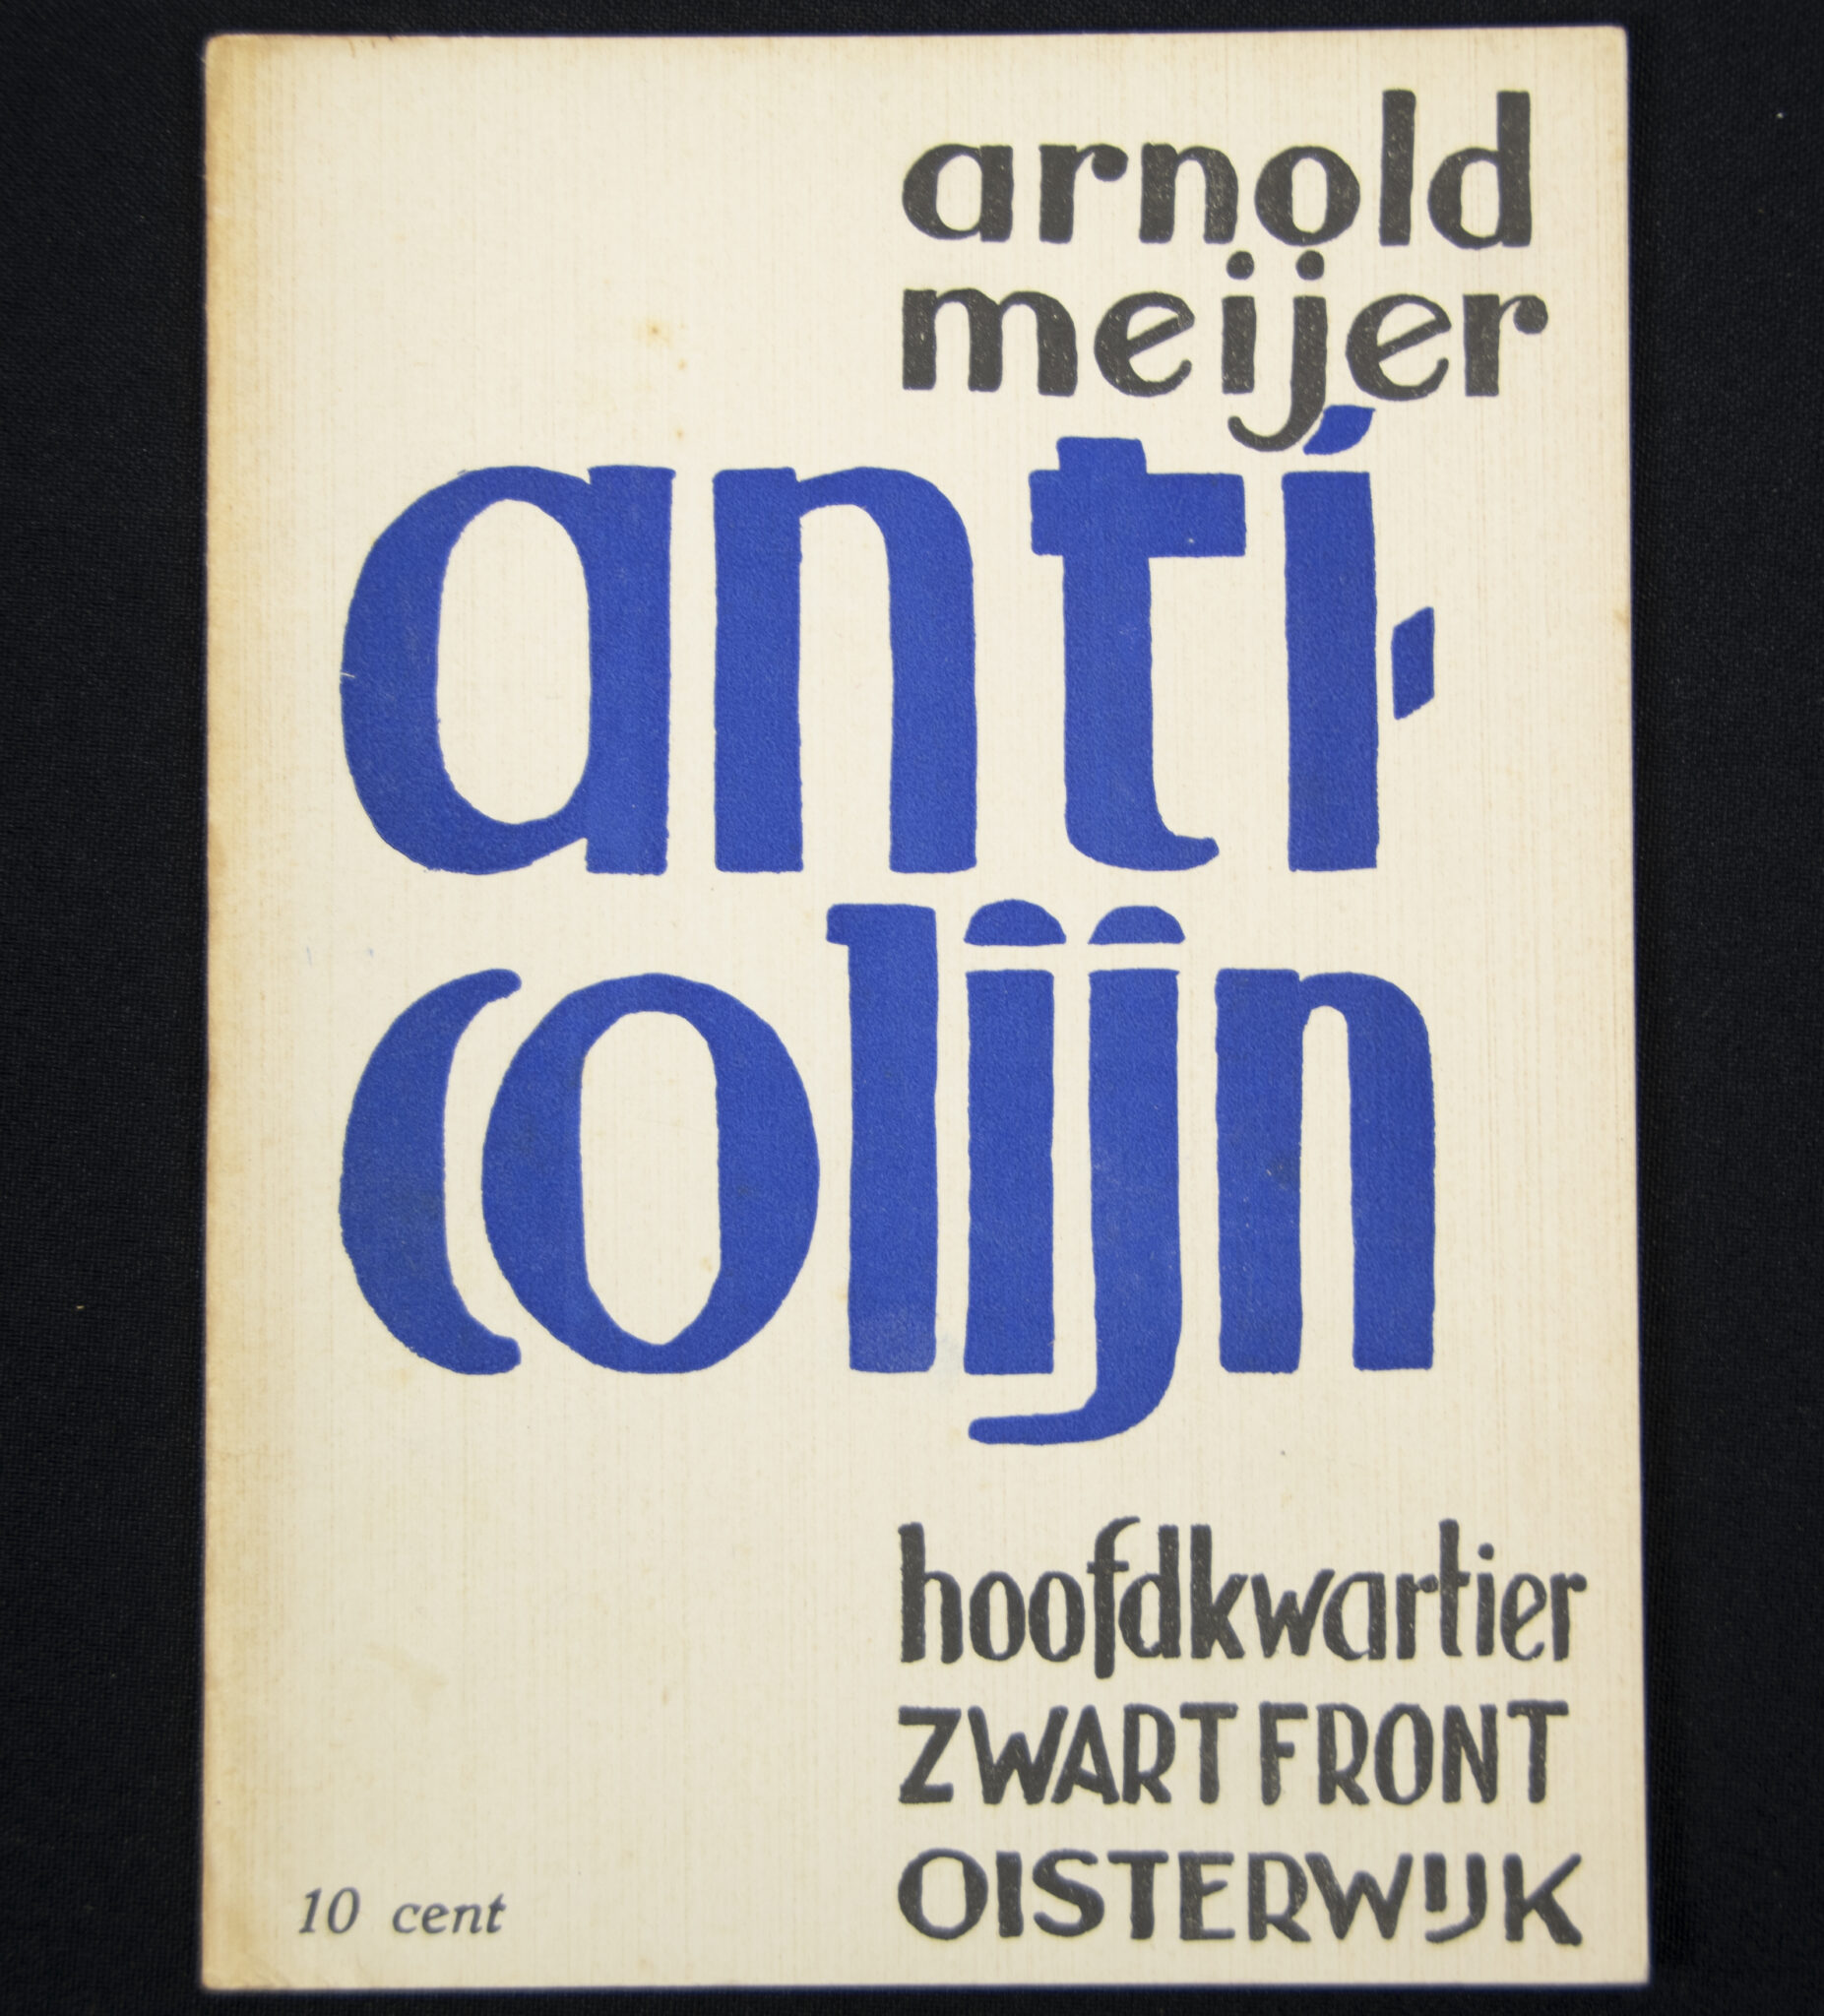 arnold
meijer
anti-
colijn
hoofdkwartier
ZWART FRONT
OISTERWIJK
10 cent